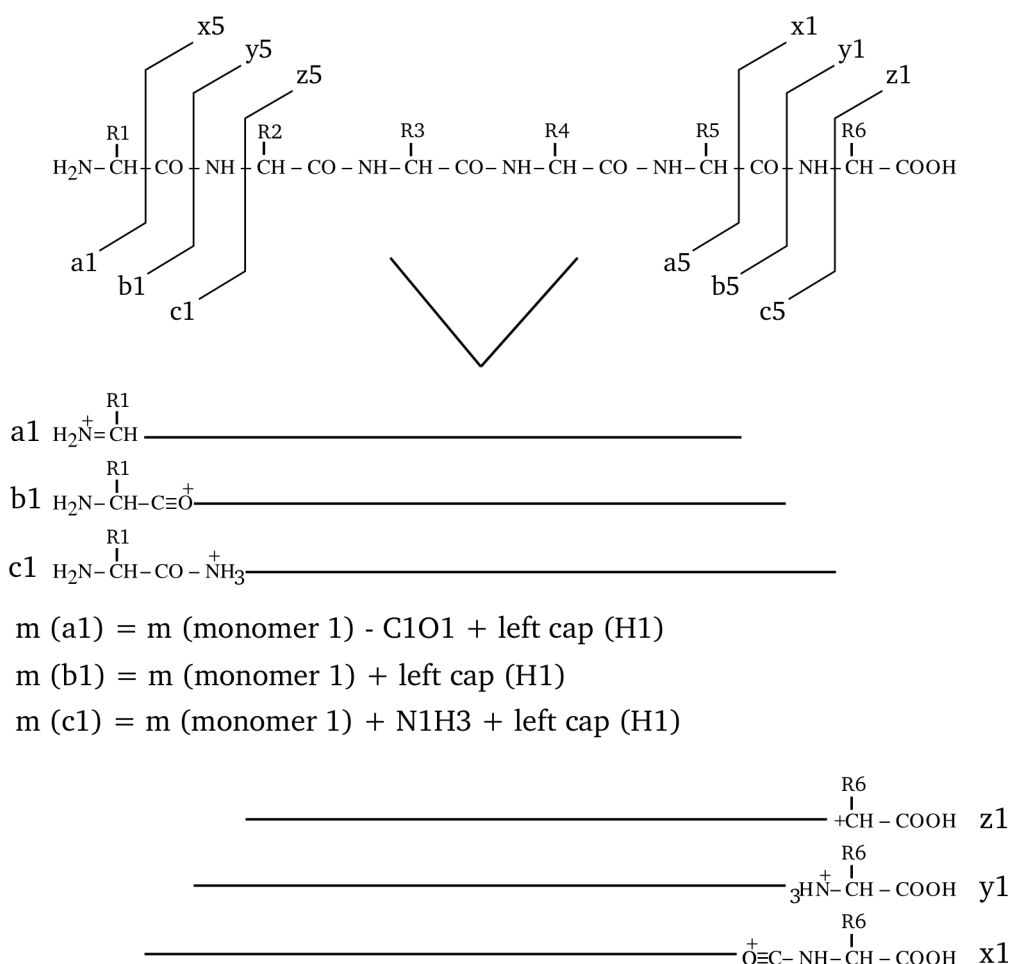 x5 x1
y5 y1
z5 z1
R1 R2 R3 R4 R5 R6
H2N– CH – CO – NH – CH – CO – NH– CH – CO– NH– CH – CO – NH– CH – CO – NH– CH – COOH
a1 a5
b1 b5
c1 c5
R1
+
a1 H2N= CH
R1
+
b1 H2N– CH–C≡O
R1
+
c1 H2N– CH– CO – NH3
m (a1) = m (monomer 1) - C1O1 + left cap (H1)
m (b1) = m (monomer 1) + left cap (H1)
m (c1) = m (monomer 1) + N1H3 + left cap (H1)
R6
+CH – COOH z1
R6
+
3HN– CH – COOH y1
R6
+
O≡C– NH– CH – COOH x1